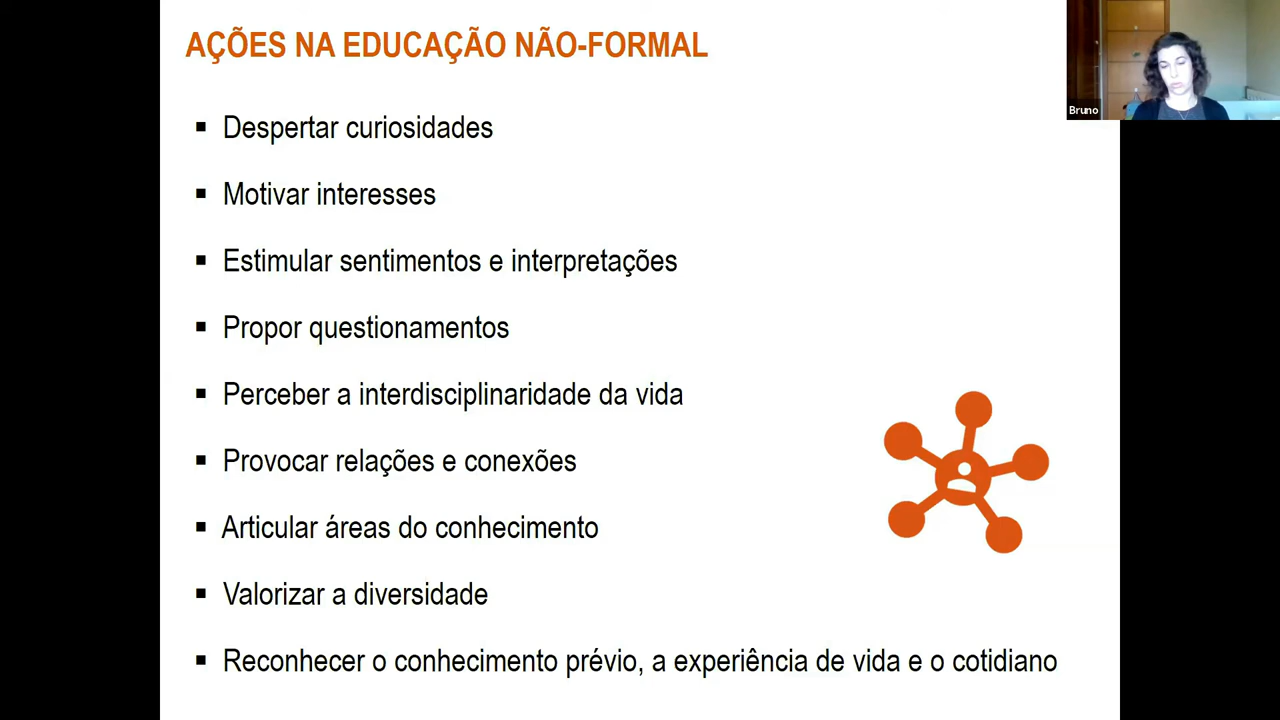 AÇÕES NA EDUCAÇÃO NÃO-FORMAL
Bruno
▪ Despertar curiosidades
▪ Motivar interesses
▪ Estimular sentimentos e interpretações
▪ Propor questionamentos
▪ Perceber a interdisciplinaridade da vida
▪ Provocar relações e conexões
▪ Articular áreas do conhecimento
▪ Valorizar a diversidade
▪ Reconhecer o conhecimento prévio, a experiência de vida e o cotidiano